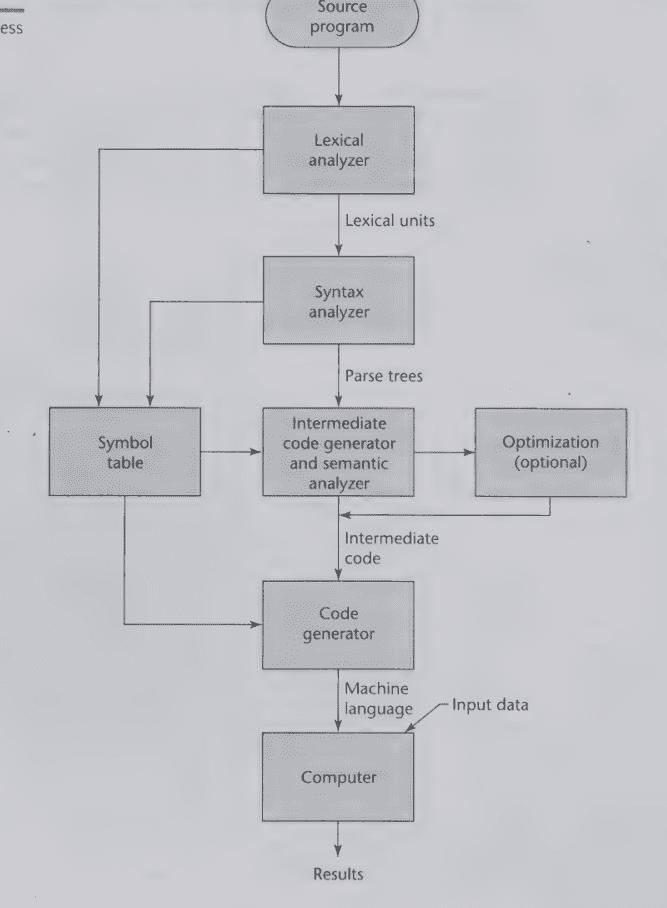 ess
Source
program
Lexical
analyzer
Lexical units
Syntax
analyzer
Parse trees
Symbol
table
Intermediate
code generator
and semantic
analyzer
Optimization
(optional)
Intermediate
code
Code
generator
Machine
language
Input data
Computer
Results